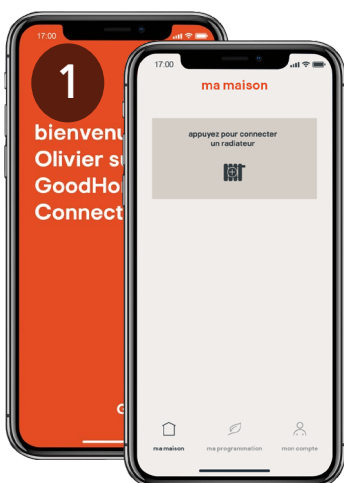 17:00
1
bienvenu
Olivier su
GoodHo
Connect
G
17:00
ma maison
appuyez pour connecter
un radiateur
ma maison
ma programmation
mon compte